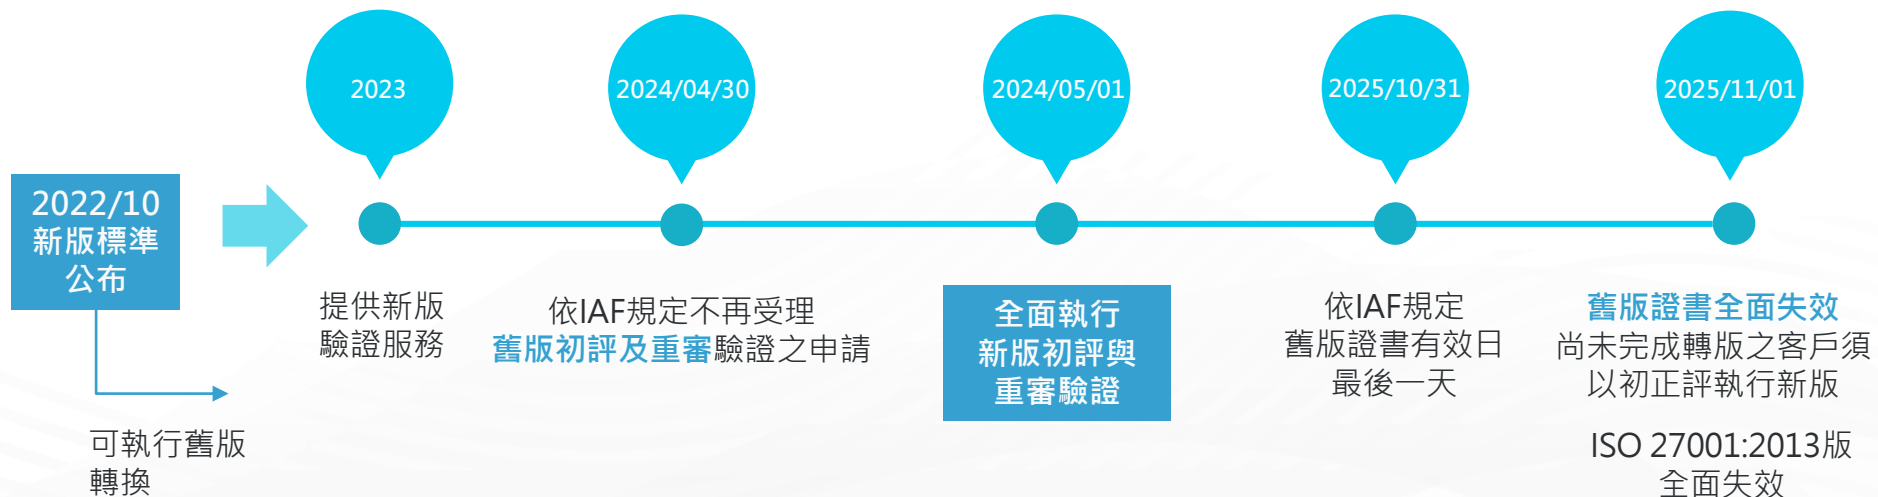 2022/10
新版標準
公布
可執行舊版
轉換
2023
提供新版
驗證服務
2024/04/30
依IAF規定不再受理
舊版初評及重審驗證之申請
2024/05/01
全面執行
新版初評與
重審驗證
2025/10/31
依IAF規定
舊版證書有效日
最後一天
2025/11/01
舊版證書全面失效
尚未完成轉版之客戶須
以初正評執行新版
ISO 27001:2013版
全面失效